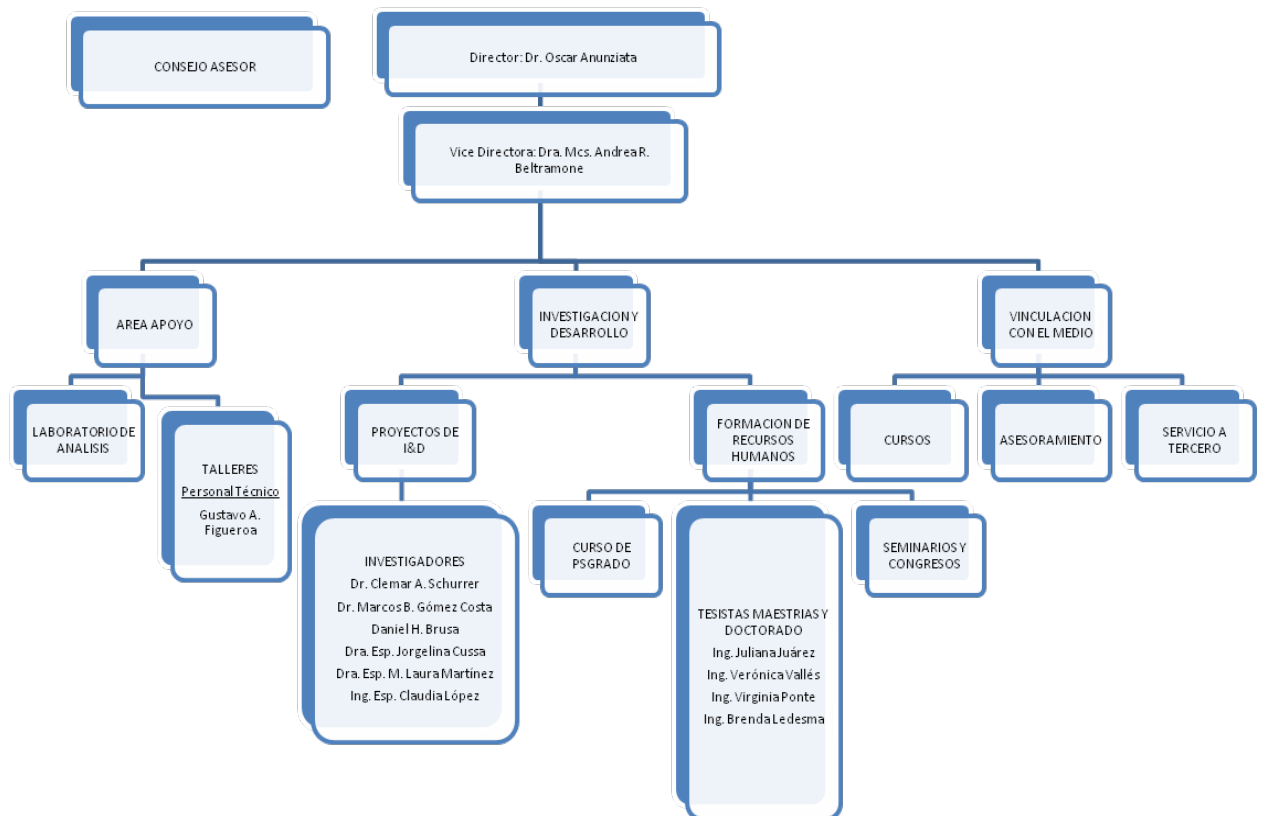 CONSEJO ASESOR
Director: Dr. Oscar Anunziata
Vice Directora: Dra. Mcs. Andrea R.
Beltramone
AREA APOYO
INVESTIGACION Y
DESARROLLO
VINCULACION
CON EL MEDIO
LABORATORIO DE
ANALISIS
TALLERES
Personal Técnico
Gustavo A.
Figueroa
PROYECTOS DE
I&D
FORMACION DE
RECURSOS
HUMANOS
CURSOS
ASESORAMIENTO
SERVICIO A
TERCERO
INVESTIGADORES
Dr. Clemar A. Schurrer
Dr. Marcos B. Gómez Costa
Daniel H. Brusa
Dra. Esp. Jorgelina Cussa
Dra. Esp. M. Laura Martínez
Ing. Esp. Claudia López
CURSO DE
PSGRADO
TESISTAS MAESTRIAS Y
DOCTORADO
Ing. Juliana Juárez
Ing. Verónica Vallés
Ing. Virginia Ponte
Ing. Brenda Ledesma
SEMINARIOS Y
CONGRESOS